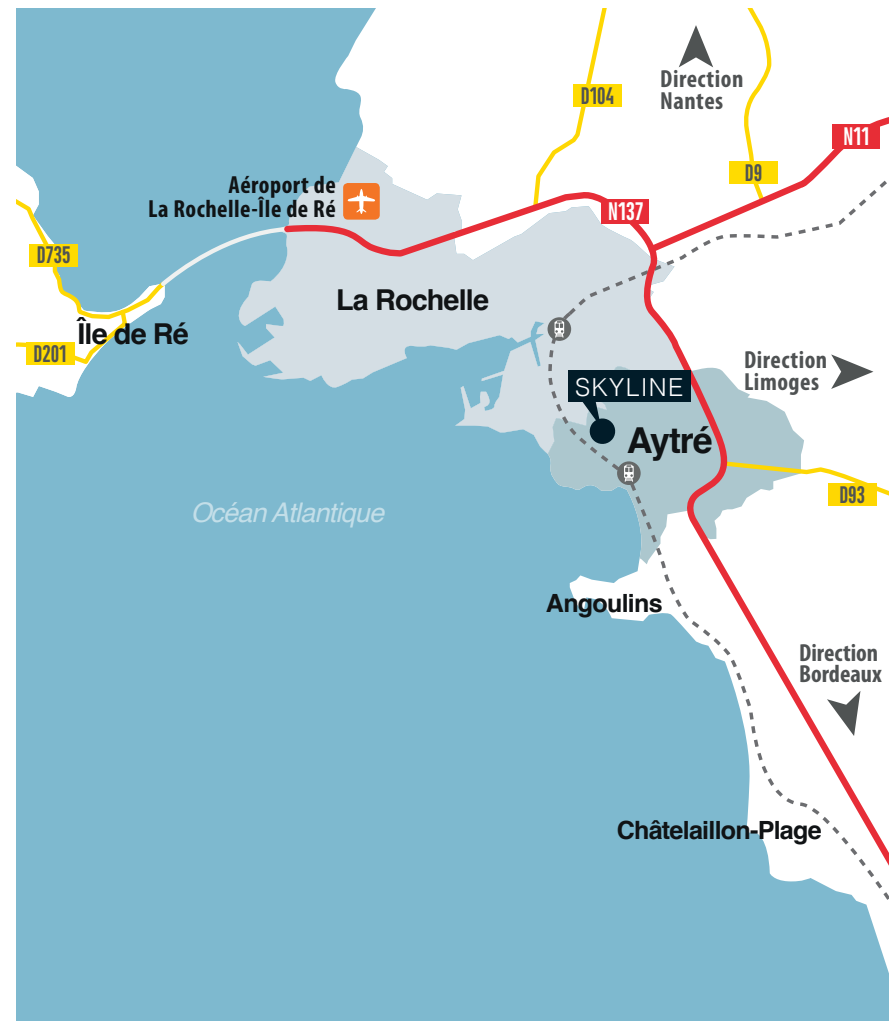 Direction
Nantes
D104
N11
D9
Aéroport de
La Rochelle-Île de Ré
N137
D735
La Rochelle
Île de Ré
D201
Direction
Limoges
SKYLINE
Aytré
D93
Océan Atlantique
Angoulins
Direction
Bordeaux
Châtelaillon-Plage